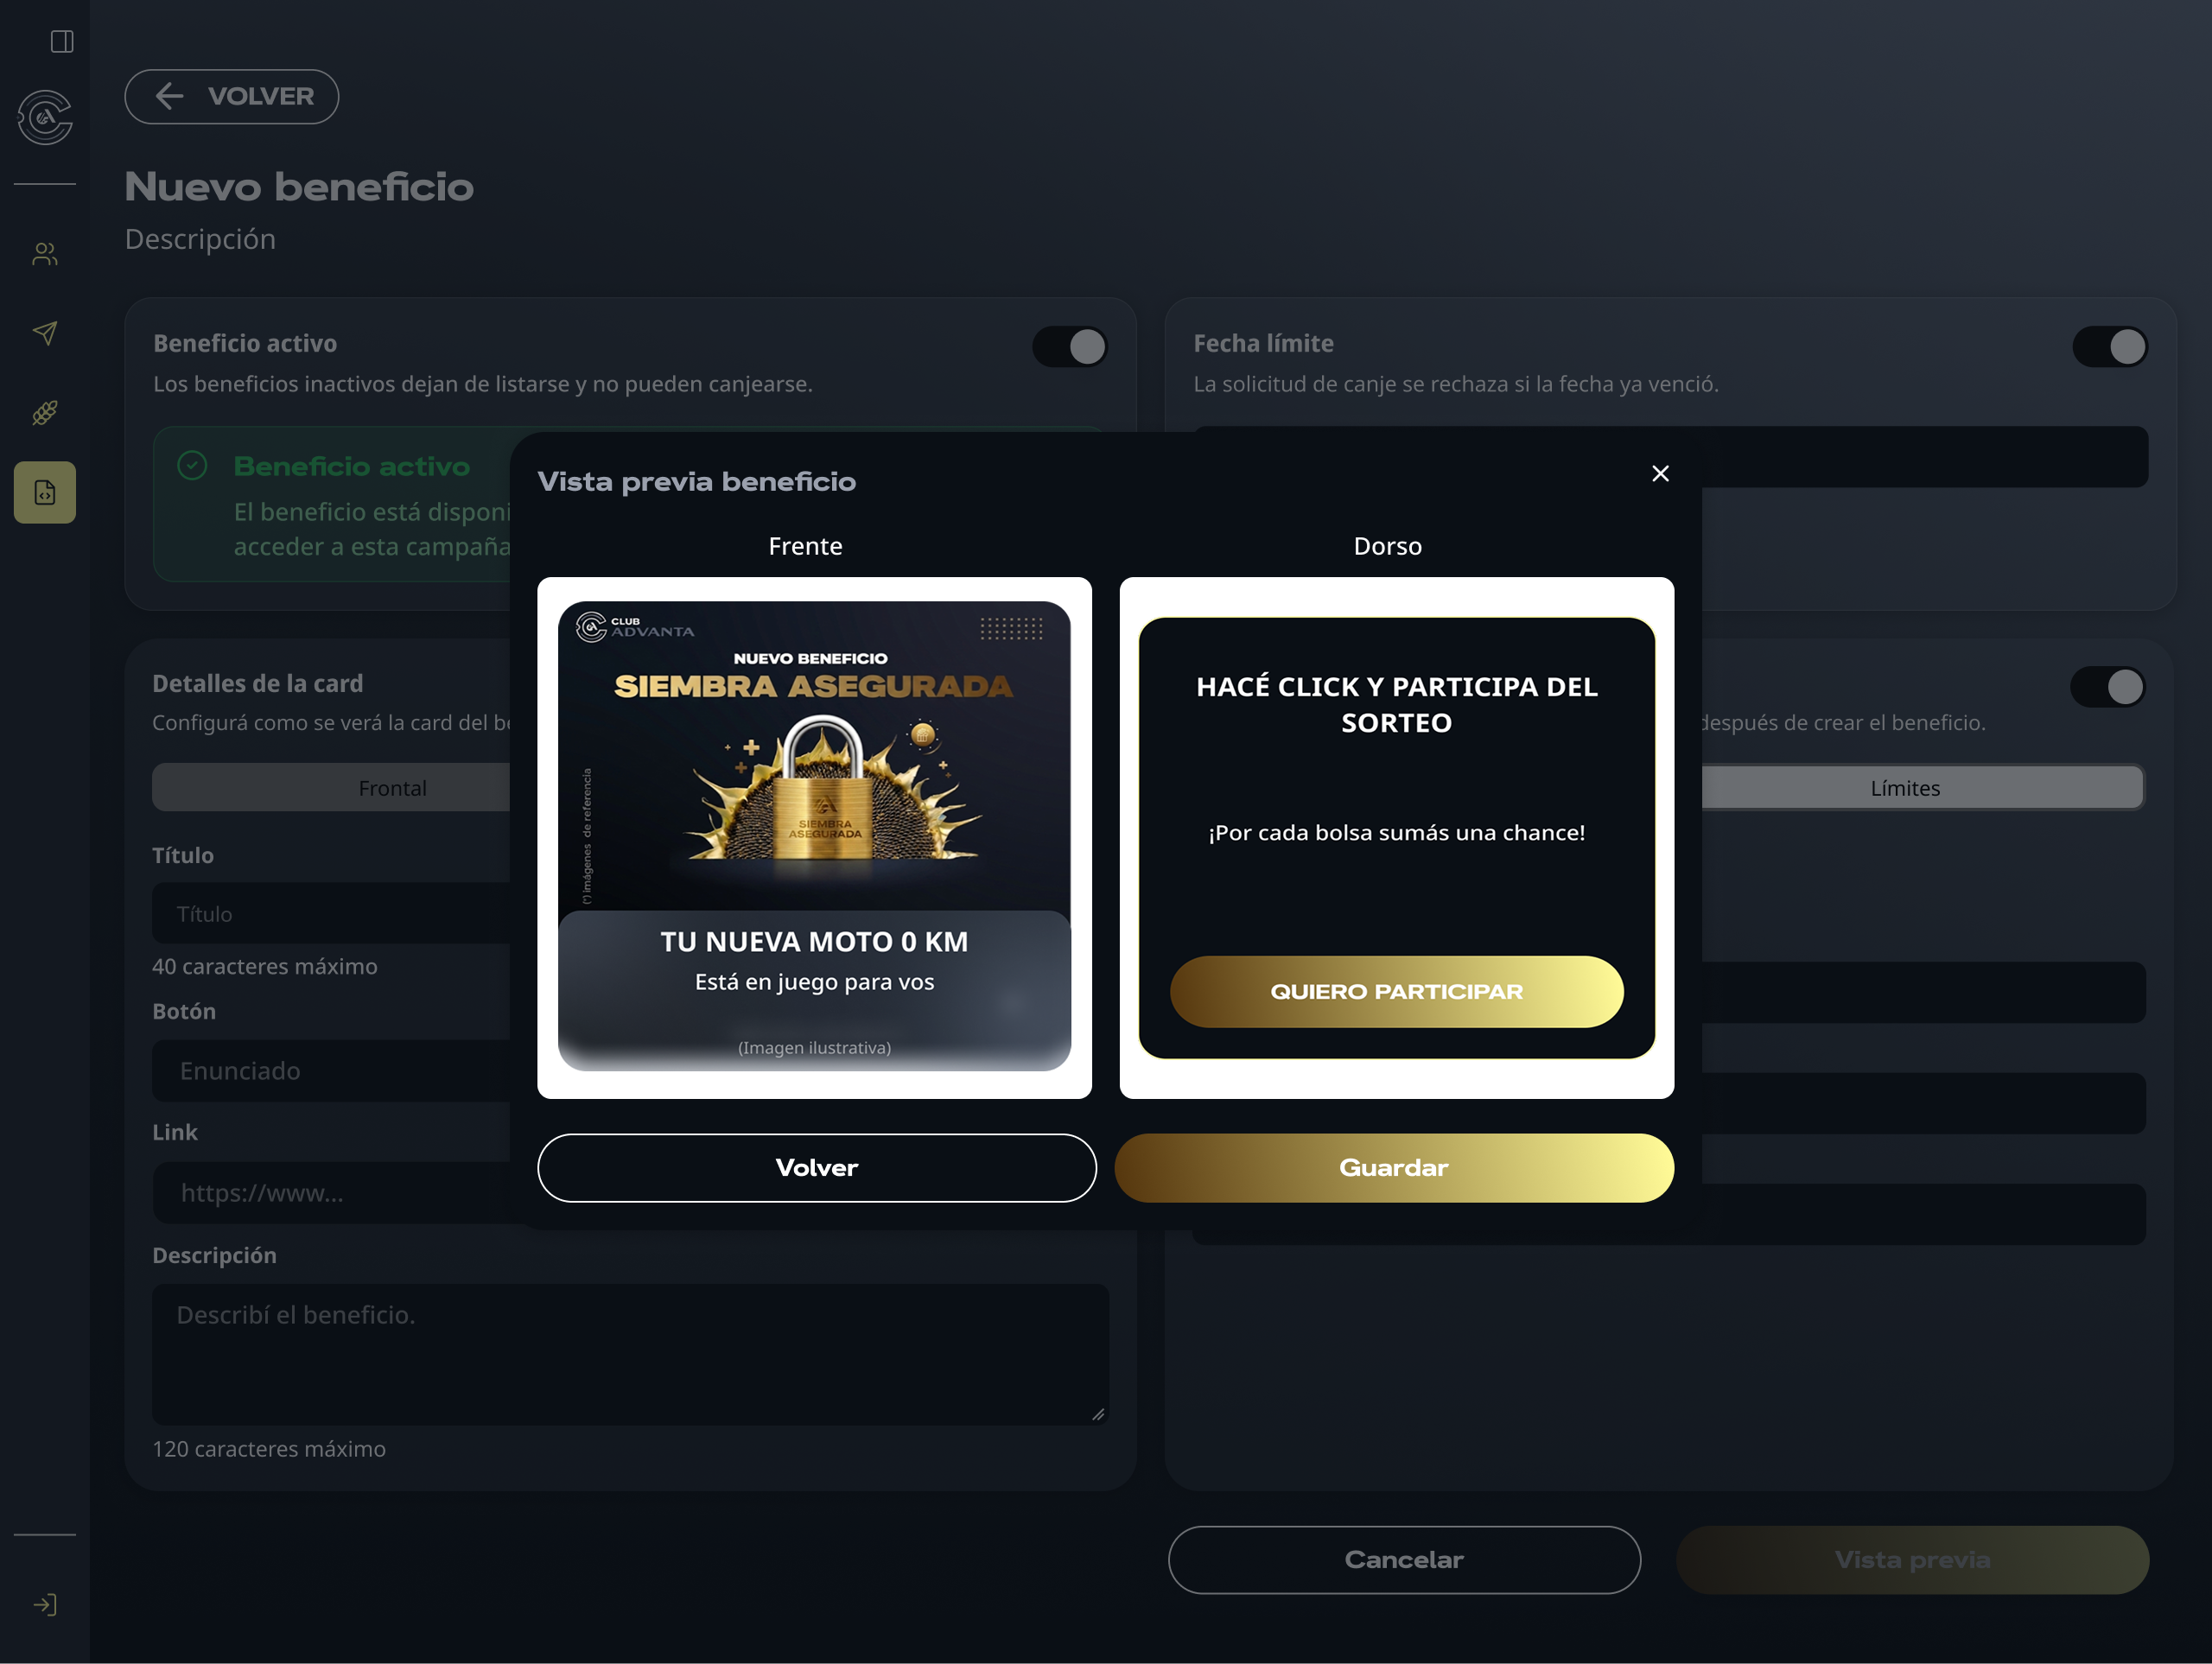 VOLVER
Nuevo beneficio
Descripción
Beneficio activo
Los beneficios inactivos dejan de listarse y no pueden canjearse.
Beneficio activo
El beneficio está disponi
acceder a esta campaña
Fecha límite
La solicitud de canje se rechaza si la fecha ya venció.
Detalles de la card
Configurá como se verá la card del be
Frontal
Título
Título
40 caracteres máximo
Botón
Enunciado
Link
https://www...
Descripción
Describí el beneficio.
120 caracteres máximo
después de crear el beneficio.
Límites
Vista previa beneficio
Frente
CLUB
ADVANTA
NUEVO BENEFICIO
SIEMBRA ASEGURADA
SIEMBRA
ASEGURADA
(*) imágenes de referencia
TU NUEVA MOTO 0 KM
Está en juego para vos
(Imagen ilustrativa)
Dorso
HACÉ CLICK Y PARTICIPA DEL
SORTEO
¡Por cada bolsa sumás una chance!
QUIERO PARTICIPAR
Volver
Guardar
Cancelar
Vista previa